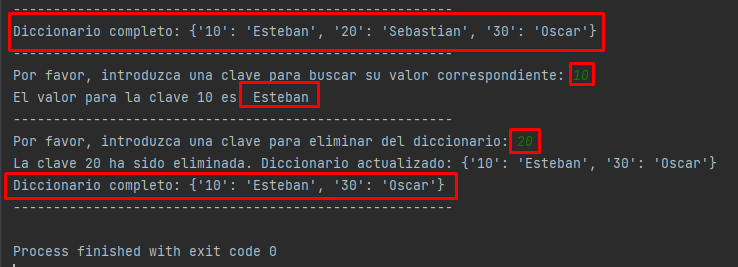 -------------------------------------------------------
Diccionario completo: {'10': 'Esteban', '20': 'Sebastian', '30': 'Oscar'}
-------------------------------------------------------
Por favor, introduzca una clave para buscar su valor correspondiente: 10
El valor para la clave 10 es  Esteban
-------------------------------------------------------
Por favor, introduzca una clave para eliminar del diccionario: 20
La clave 20 ha sido eliminada. Diccionario actualizado: {'10': 'Esteban', '30': 'Oscar'}
Diccionario completo: {'10': 'Esteban', '30': 'Oscar'}
-------------------------------------------------------
Process finished with exit code 0